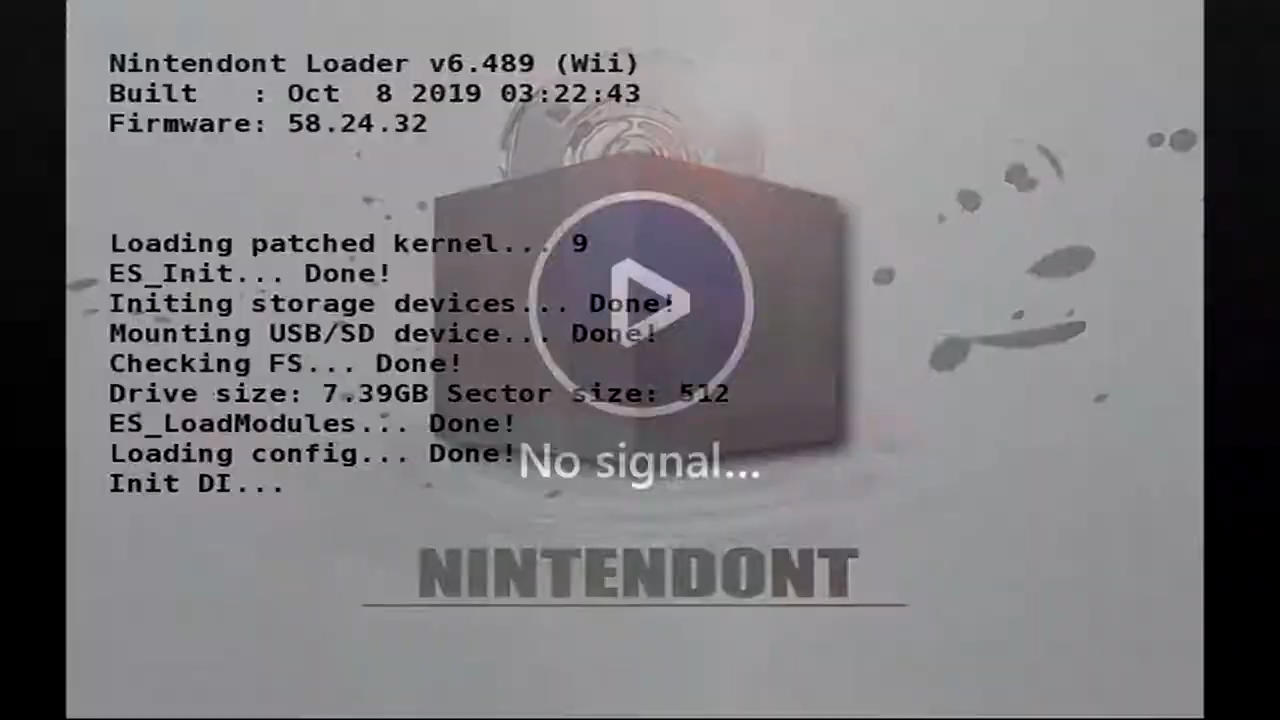 Nintendont Loader v6.489 (Wii)
Built   : Oct  8 2019 03:22:43
Firmware: 58.24.32
Loading patched kernel... 9
ES_Init... Done!
Initing storage devices... Done!
Mounting USB/SD device... Done!
Checking FS... Done!
Drive size: 7.39GB Sector size: 512
ES_LoadModules... Done!
Loading config... Done!
No signal...
Init DI...
NINTENDONT